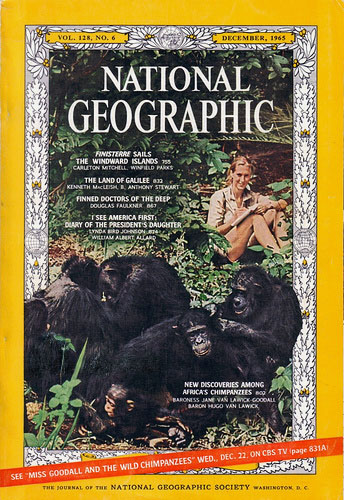 VOL. 128, NO. 6
DECEMBER, 1965
NATIONAL
GEOGRAPHIC
FINISTERRE SAILS
THE WINDWARD ISLANDS 755
CARLETON MITCHELL, WINFIELD PARKS
THE LAND OF GALILEE 832
KENNETH MacLEISH, B. ANTHONY STEWART
FINNED DOCTORS OF THE DEEP
DOUGLAS FAULKNER 867
I SEE AMERICA FIRST:
DIARY OF THE PRESIDENT'S DAUGHTER
LYNDA BIRD JOHNSON 874
WILLIAM ALBERT ALLARD
NEW DISCOVERIES AMONG
AFRICA'S CHIMPANZEES 802
BARONESS JANE VAN LAWICK-GOODALL
BARON HUGO VAN LAWICK
SEE "MISS GOODALL AND THE WILD CHIMPANZEES" WED., DEC. 22, ON CBS TV (page 831A)
THE JOURNAL OF THE NATIONAL GEOGRAPHIC SOCIETY WASHINGTON, D. C.